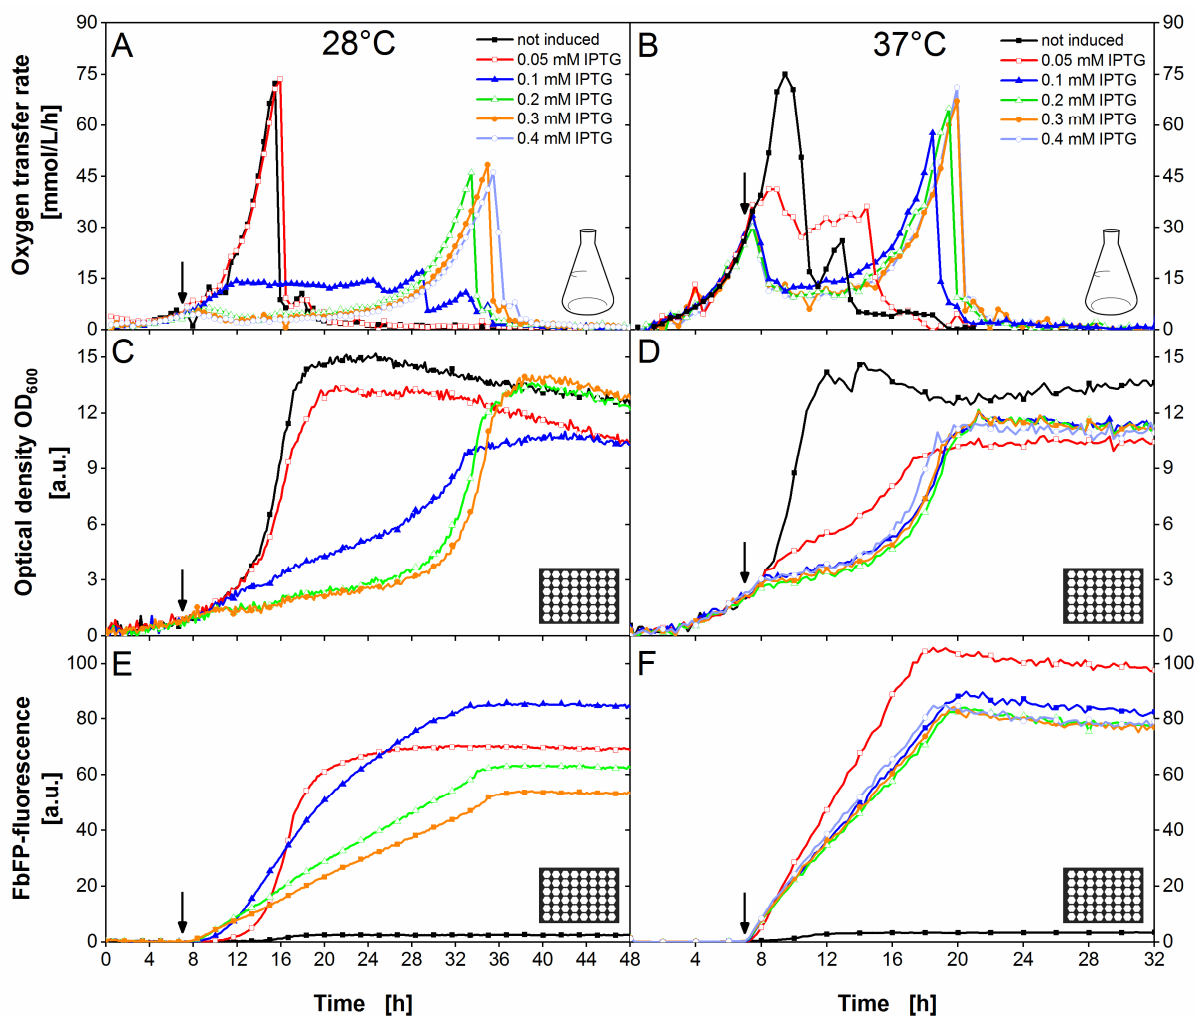 A
28°C
not induced
0.05 mM IPTG
0.1 mM IPTG
0.2 mM IPTG
0.3 mM IPTG
0.4 mM IPTG
B
37°C
not induced
0.05 mM IPTG
0.1 mM IPTG
0.2 mM IPTG
0.3 mM IPTG
0.4 mM IPTG
Oxygen transfer rate
[mmol/L/h]
90
75
60
45
30
15
0
90
75
60
45
30
15
0
C
D
Optical density OD600
[a.u.]
15
12
9
6
3
0
15
12
9
6
3
0
E
F
FbFP-fluorescence
[a.u.]
100
80
60
40
20
0
100
80
60
40
20
0
0 4 8 12 16 20 24 28 32 36 40 44 48
4 8 12 16 20 24 28 32
Time [h]
Time [h]